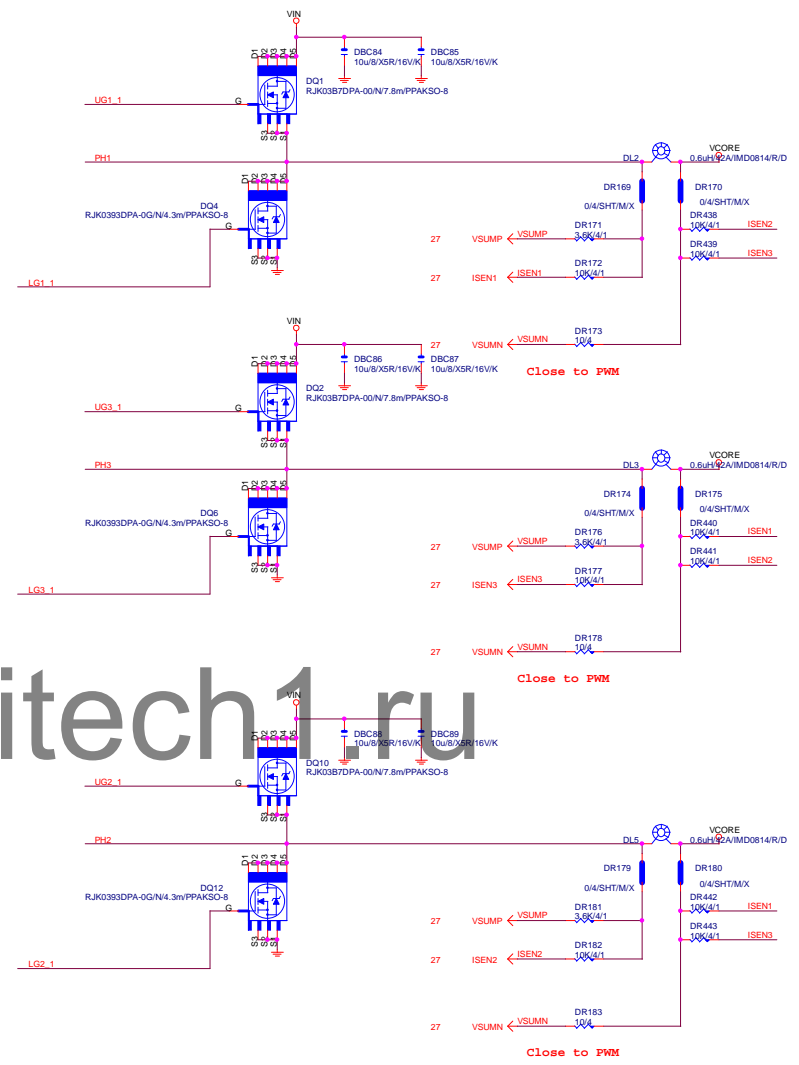 VIN
D1 D2 D3 D4 D5
DBC84
10u/8/X5R/16V/K
DBC85
10u/8/X5R/16V/K
DQ1
RJK03B7DPA-00/N/7.8m/PPAKSO-8
UG1_1
G
S3 S2 S1
PH1
DL2
VCORE
0.6uH/42A/IMD0814/R/D
D1 D2 D3 D4 D5
DQ4
RJK0393DPA-0G/N/4.3m/PPAKSO-8
G
S3 S2 S1
LG1_1
DR169
0/4/SHT/M/X
DR170
0/4/SHT/M/X
DR438
10K/4/1
ISEN2
DR439
10K/4/1
ISEN3
27 VSUMP VSUMP
DR171
3.6K/4/1
27 ISEN1 ISEN1
DR172
10K/4/1
27 VSUMN VSUMN
DR173
10/4
Close to PWM
VIN
D1 D2 D3 D4 D5
DBC86
10u/8/X5R/16V/K
DBC87
10u/8/X5R/16V/K
DQ2
RJK03B7DPA-00/N/7.8m/PPAKSO-8
UG3_1
G
S3 S2 S1
PH3
DL3
VCORE
0.6uH/42A/IMD0814/R/D
D1 D2 D3 D4 D5
DQ6
RJK0393DPA-0G/N/4.3m/PPAKSO-8
G
S3 S2 S1
LG3_1
DR174
0/4/SHT/M/X
DR175
0/4/SHT/M/X
DR440
10K/4/1
ISEN1
DR441
10K/4/1
ISEN2
27 VSUMP VSUMP
DR176
3.6K/4/1
27 ISEN3 ISEN3
DR177
10K/4/1
27 VSUMN VSUMN
DR178
10/4
Close to PWM
itech1.ru
VIN
D1 D2 D3 D4 D5
DBC88
10u/8/X5R/16V/K
DBC89
10u/8/X5R/16V/K
DQ10
RJK03B7DPA-00/N/7.8m/PPAKSO-8
UG2_1
G
S3 S2 S1
PH2
DL5
VCORE
0.6uH/42A/IMD0814/R/D
D1 D2 D3 D4 D5
DQ12
RJK0393DPA-0G/N/4.3m/PPAKSO-8
G
S3 S2 S1
LG2_1
DR179
0/4/SHT/M/X
DR180
0/4/SHT/M/X
DR442
10K/4/1
ISEN1
DR443
10K/4/1
ISEN3
27 VSUMP VSUMP
DR181
3.6K/4/1
27 ISEN2 ISEN2
DR182
10K/4/1
27 VSUMN VSUMN
DR183
10/4
Close to PWM